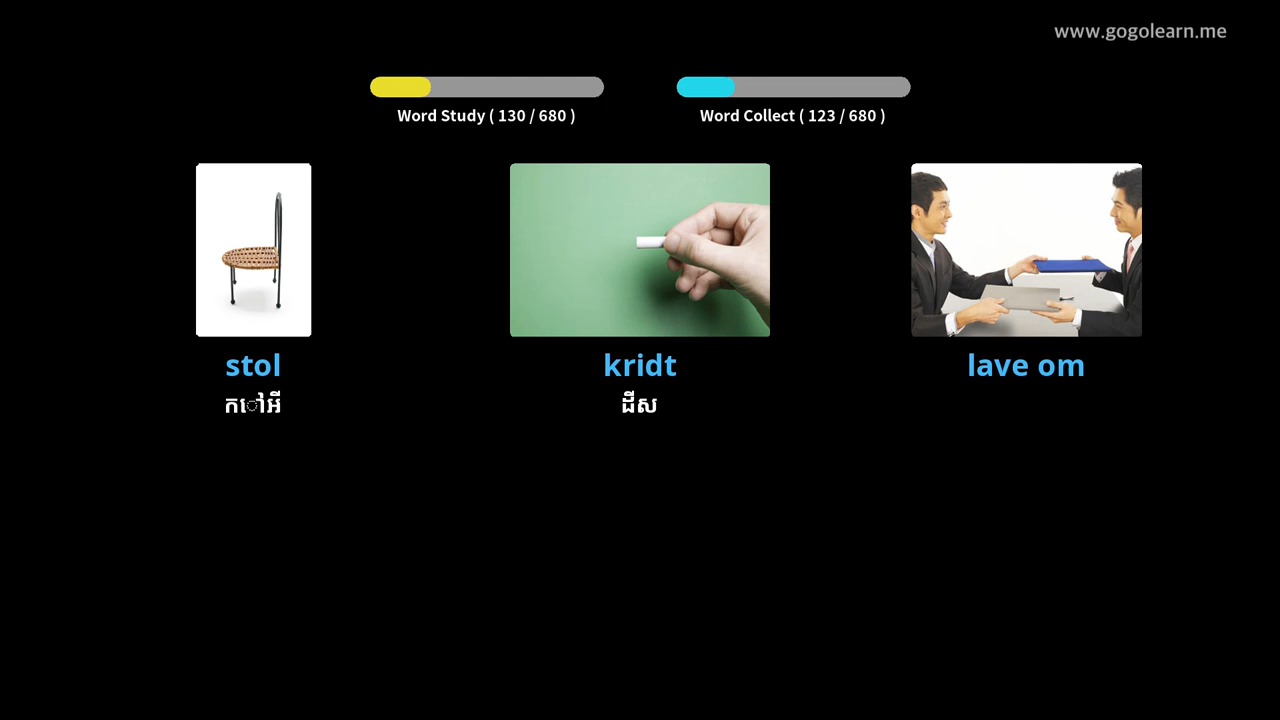 www.gogolearn.me
Word Study ( 130 / 680 )
Word Collect ( 123 / 680 )
stol
kridt
lave om
កៅអី
ដីស